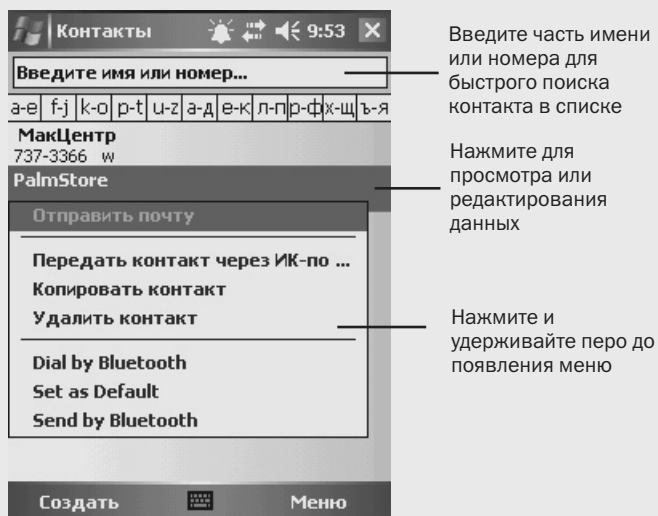 Контакты 9:53
Введите имя или номер...
а-e f-j k-o p-t u-z а-д е-к л-п р-ф х-щ ъ-я
МакЦентр
737-3366 w
PalmStore
Отправить почту
Передать контакт через ИК-по ...
Копировать контакт
Удалить контакт
Dial by Bluetooth
Set as Default
Send by Bluetooth
Создать Меню
Введите часть имени
или номера для
быстрого поиска
контакта в списке
Нажмите для
просмотра или
редактирования
данных
Нажмите и
удерживайте перо до
появления меню